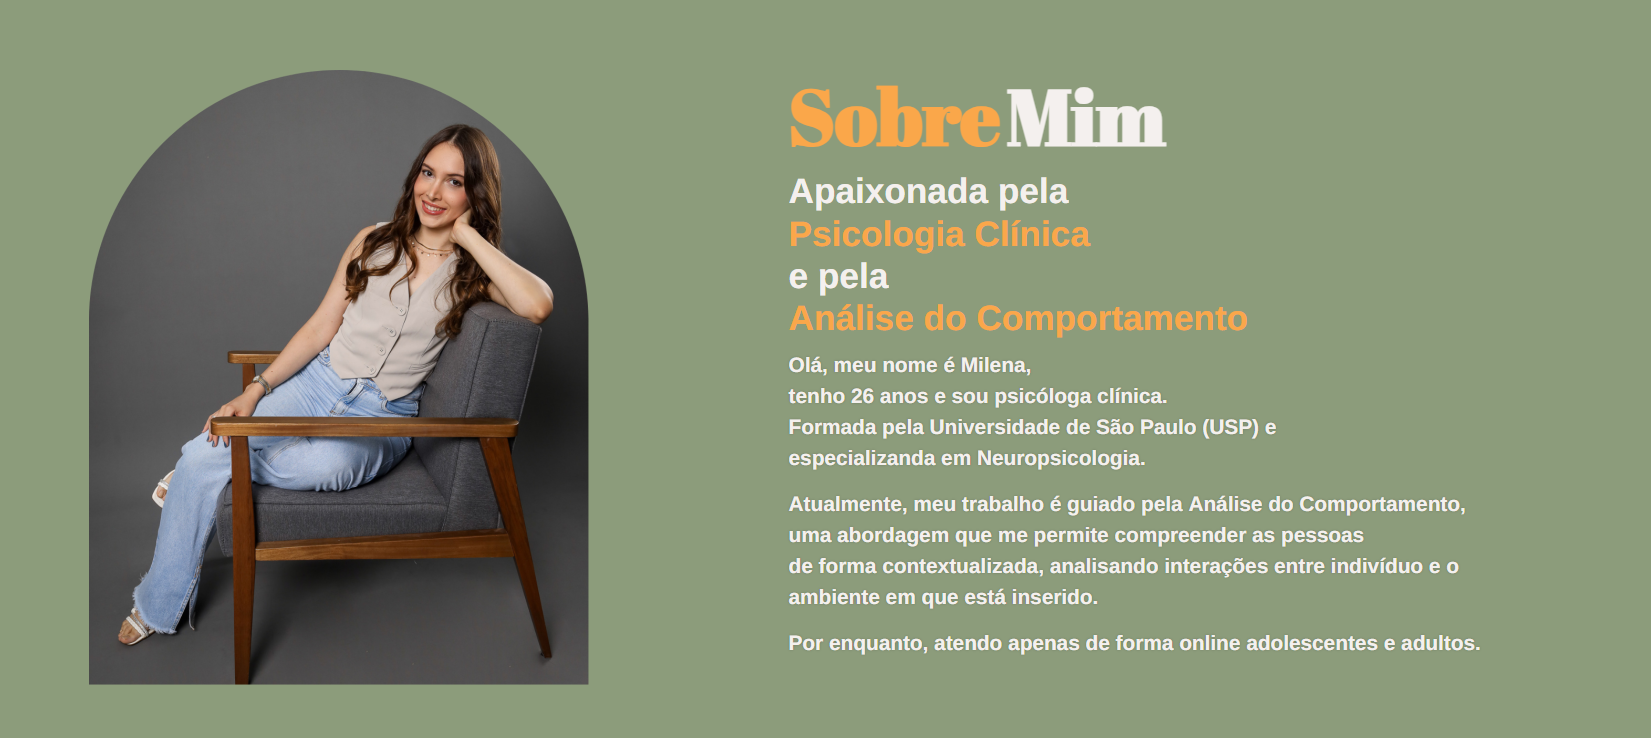 Sobre Mim
Apaixonada pela
Psicologia Clínica
e pela
Análise do Comportamento
Olá, meu nome é Milena,
tenho 26 anos e sou psicóloga clínica.
Formada pela Universidade de São Paulo (USP) e
especializanda em Neuropsicologia.
Atualmente, meu trabalho é guiado pela Análise do Comportamento,
uma abordagem que me permite compreender as pessoas
de forma contextualizada, analisando interações entre indivíduo e o
ambiente em que está inserido.
Por enquanto, atendo apenas de forma online adolescentes e adultos.